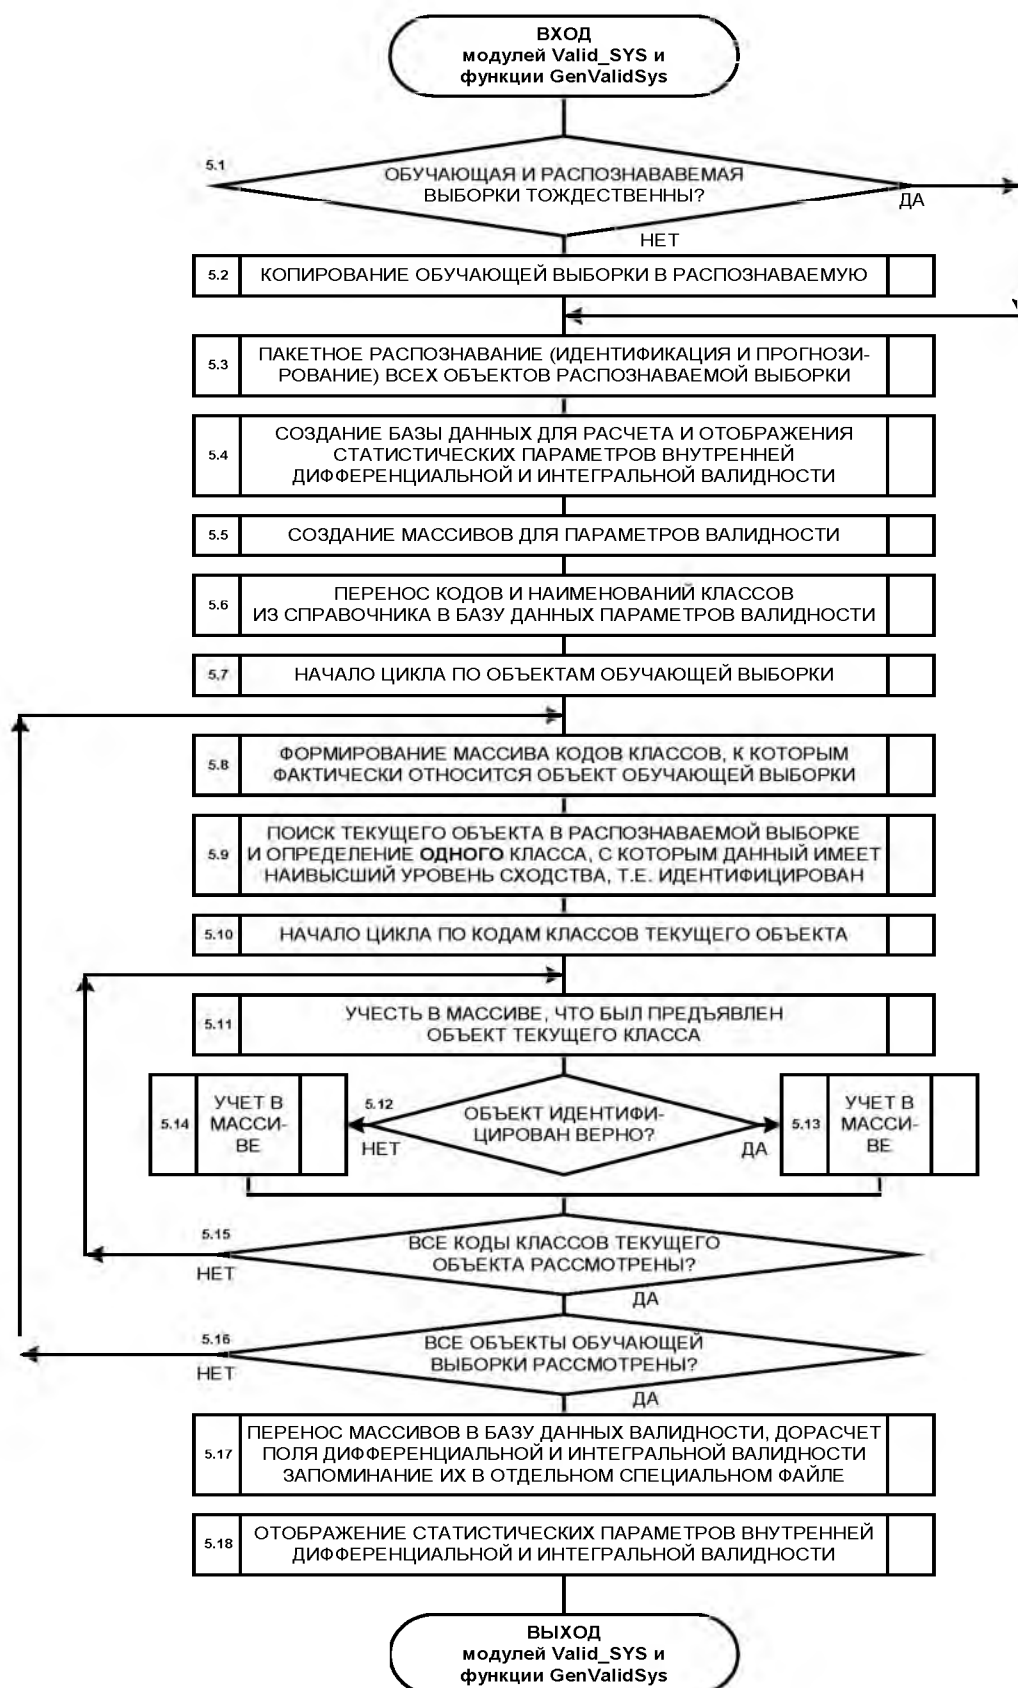 ВХОД
модулей Valid_SYS и
функции GenValidSys
5.1
ОБУЧАЮЩАЯ И РАСПОЗНАВАВЕМАЯ
ВЫБОРКИ ТОЖДЕСТВЕННЫ?
ДА
НЕТ
5.2
КОПИРОВАНИЕ ОБУЧАЮЩЕЙ ВЫБОРКИ В РАСПОЗНАВАЕМУЮ
5.3
ПАКЕТНОЕ РАСПОЗНАВАНИЕ (ИДЕНТИФИКАЦИЯ И ПРОГНОЗИ-
РОВАНИЕ) ВСЕХ ОБЪЕКТОВ РАСПОЗНАВАЕМОЙ ВЫБОРКИ
5.4
СОЗДАНИЕ БАЗЫ ДАННЫХ ДЛЯ РАСЧЕТА И ОТОБРАЖЕНИЯ
СТАТИСТИЧЕСКИХ ПАРАМЕТРОВ ВНУТРЕННЕЙ
ДИФФЕРЕНЦИАЛЬНОЙ И ИНТЕГРАЛЬНОЙ ВАЛИДНОСТИ
5.5
СОЗДАНИЕ МАССИВОВ ДЛЯ ПАРАМЕТРОВ ВАЛИДНОСТИ
5.6
ПЕРЕНОС КОДОВ И НАИМЕНОВАНИЙ КЛАССОВ
ИЗ СПРАВОЧНИКА В БАЗУ ДАННЫХ ПАРАМЕТРОВ ВАЛИДНОСТИ
5.7
НАЧАЛО ЦИКЛА ПО ОБЪЕКТАМ ОБУЧАЮЩЕЙ ВЫБОРКИ
5.8
ФОРМИРОВАНИЕ МАССИВА КОДОВ КЛАССОВ, К КОТОРЫМ
ФАКТИЧЕСКИ ОТНОСИТСЯ ОБЪЕКТ ОБУЧАЮЩЕЙ ВЫБОРКИ
5.9
ПОИСК ТЕКУЩЕГО ОБЪЕКТА В РАСПОЗНАВАЕМОЙ ВЫБОРКЕ
И ОПРЕДЕЛЕНИЕ ОДНОГО КЛАССА, С КОТОРЫМ ДАННЫЙ ИМЕЕТ
НАИВЫСШИЙ УРОВЕНЬ СХОДСТВА, Т.Е. ИДЕНТИФИЦИРОВАН
5.10
НАЧАЛО ЦИКЛА ПО КОДАМ КЛАССОВ ТЕКУЩЕГО ОБЪЕКТА
5.11
УЧЕСТЬ В МАССИВЕ, ЧТО БЫЛ ПРЕДЪЯВЛЕН
ОБЪЕКТ ТЕКУЩЕГО КЛАССА
5.14
УЧЕТ В
МАССИ-
ВЕ
5.12
НЕТ
ОБЪЕКТ ИДЕНТИФИ-
ЦИРОВАН ВЕРНО?
ДА
5.13
УЧЕТ В
МАССИ-
ВЕ
5.15
НЕТ
ВСЕ КОДЫ КЛАССОВ ТЕКУЩЕГО
ОБЪЕКТА РАССМОТРЕНЫ?
ДА
5.16
НЕТ
ВСЕ ОБЪЕКТЫ ОБУЧАЮЩЕЙ
ВЫБОРКИ РАССМОТРЕНЫ?
ДА
5.17
ПЕРЕНОС МАССИВОВ В БАЗУ ДАННЫХ ВАЛИДНОСТИ, ДОРАСЧЕТ
ПОЛЯ ДИФФЕРЕНЦИАЛЬНОЙ И ИНТЕГРАЛЬНОЙ ВАЛИДНОСТИ
ЗАПОМИНАНИЕ ИХ В ОТДЕЛЬНОМ СПЕЦИАЛЬНОМ ФАЙЛЕ
5.18
ОТОБРАЖЕНИЕ СТАТИСТИЧЕСКИХ ПАРАМЕТРОВ ВНУТРЕННЕЙ
ДИФФЕРЕНЦИАЛЬНОЙ И ИНТЕГРАЛЬНОЙ ВАЛИДНОСТИ
ВЫХОД
модулей Valid_SYS и
функции GenValidSys